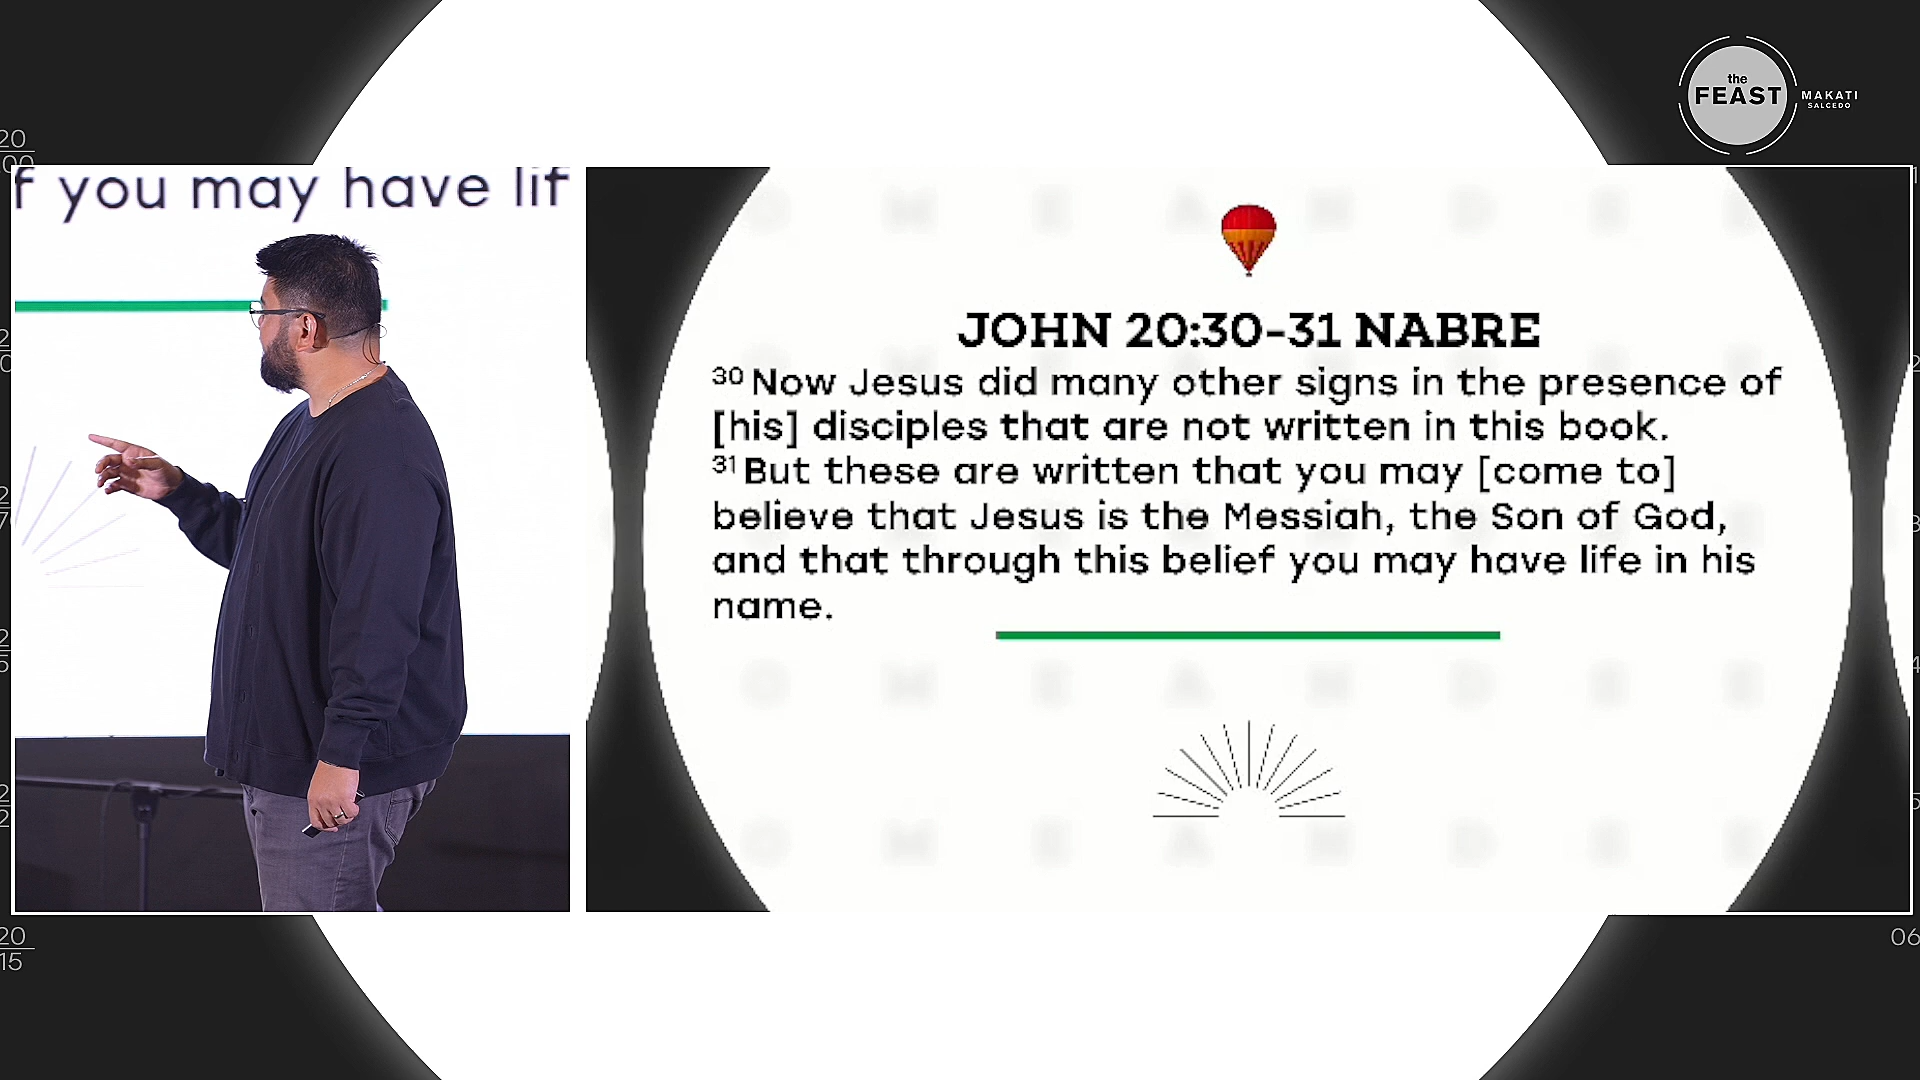 the
FEAST
MAKATI
SALCEDO
f you may have lif
JOHN 20:30-31 NABRE
30 Now Jesus did many other signs in the presence of
[his] disciples that are not written in this book.
31 But these are written that you may [come to]
believe that Jesus is the Messiah, the Son of God,
and that through this belief you may have life in his
name.
20
00
20
15
06